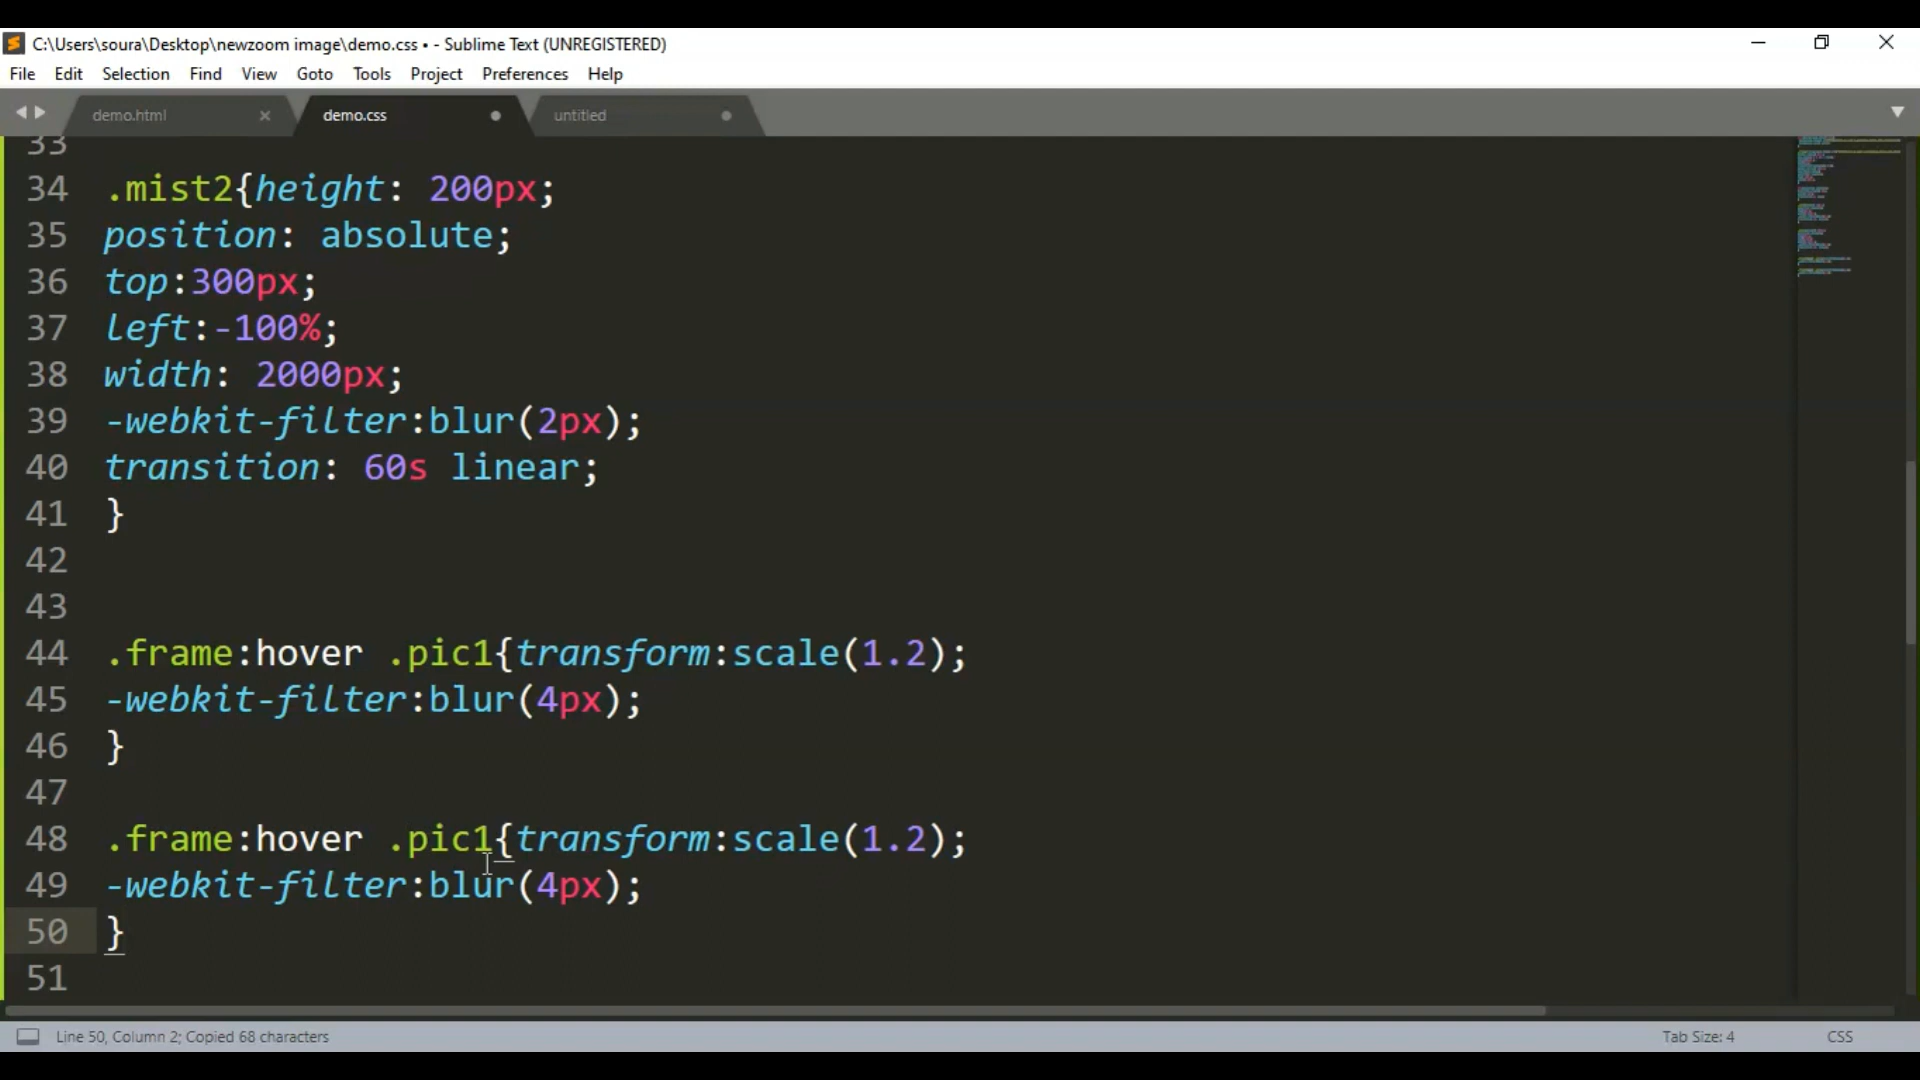 C:\Users\soura\Desktop\newzoom image\demo.css • - Sublime Text (UNREGISTERED)
File Edit Selection Find View Goto Tools Project Preferences Help
demo.html demo.css untitled
33
34 .mist2{height: 200px;
35 position: absolute;
36 top:300px;
37 left:-100%;
38 width: 2000px;
39 -webkit-filter:blur(2px);
40 transition: 60s linear;
41 }
42
43
44 .frame:hover .pic1{transform:scale(1.2);
45 -webkit-filter:blur(4px);
46 }
47
48 .frame:hover .pic1{transform:scale(1.2);
49 -webkit-filter:blur(4px);
50 }
51
Line 50, Column 2; Copied 68 characters Tab Size: 4 CSS